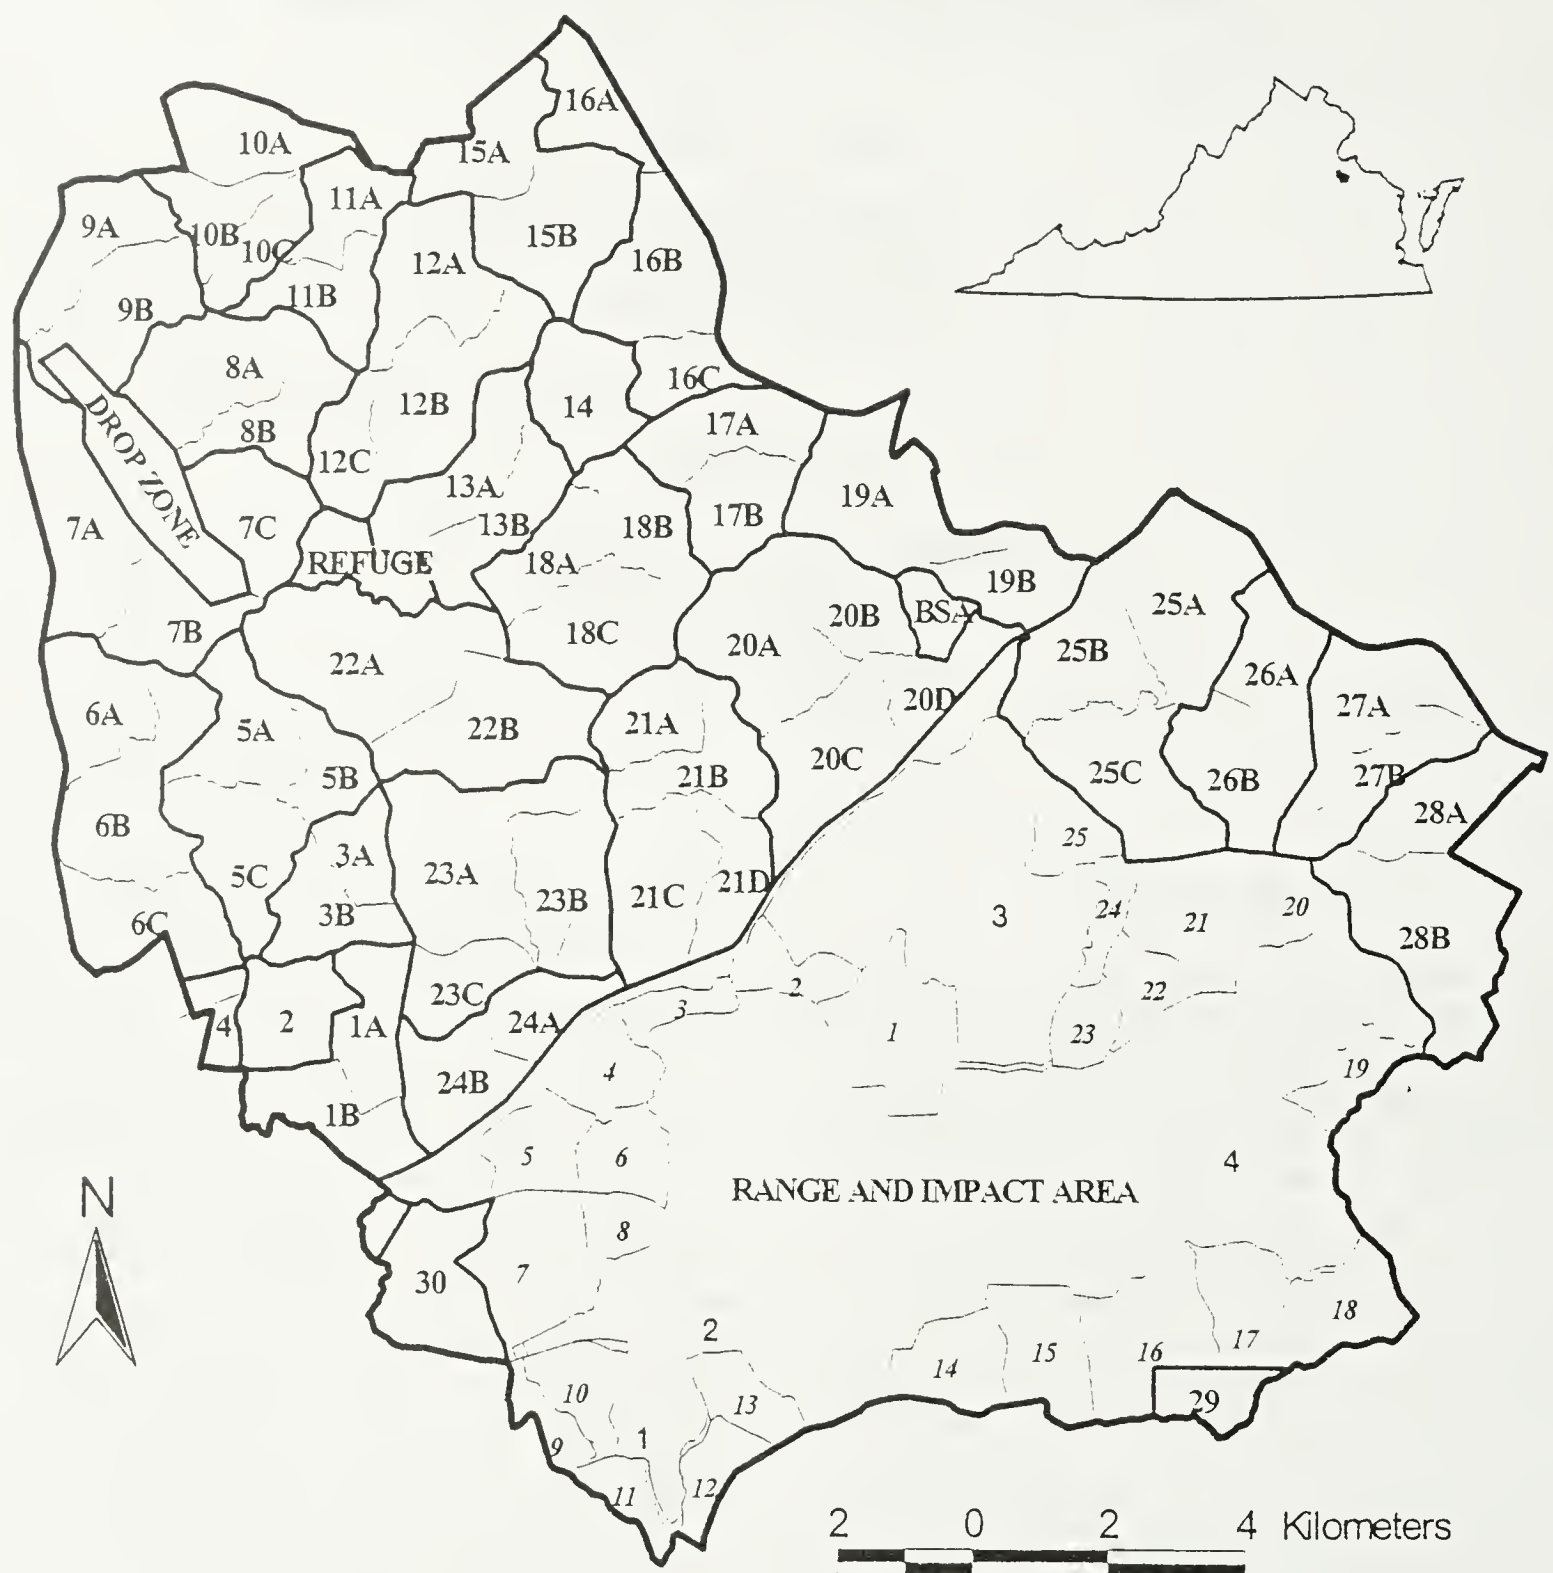 16A
10A
15A
11A
9A
10B
10C
15B
12A
16B
11B
9B
8A
16C
12B
14
DROP ZONE
17A
8B
12C
13A
19A
7A
7C
17B
13B
18B
REFUGE
18A
19B
BSA
20B
25A
7B
18C
20A
25B
22A
26A
20D
6A
5A
21A
27A
22B
20C
5B
21B
25C
26B
27B
6B
28A
25
3A
23A
5C
21D
21C
23B
3B
3
24
21
20
6C
28B
2
22
23C
3
4
2
1A
24A
1
23
4
19
24B
1B
5
6
4
N
RANGE AND IMPACT AREA
8
30
7
18
2
17
16
15
14
10
13
29
1
9
12
11
2 0 2 4 Kilometers